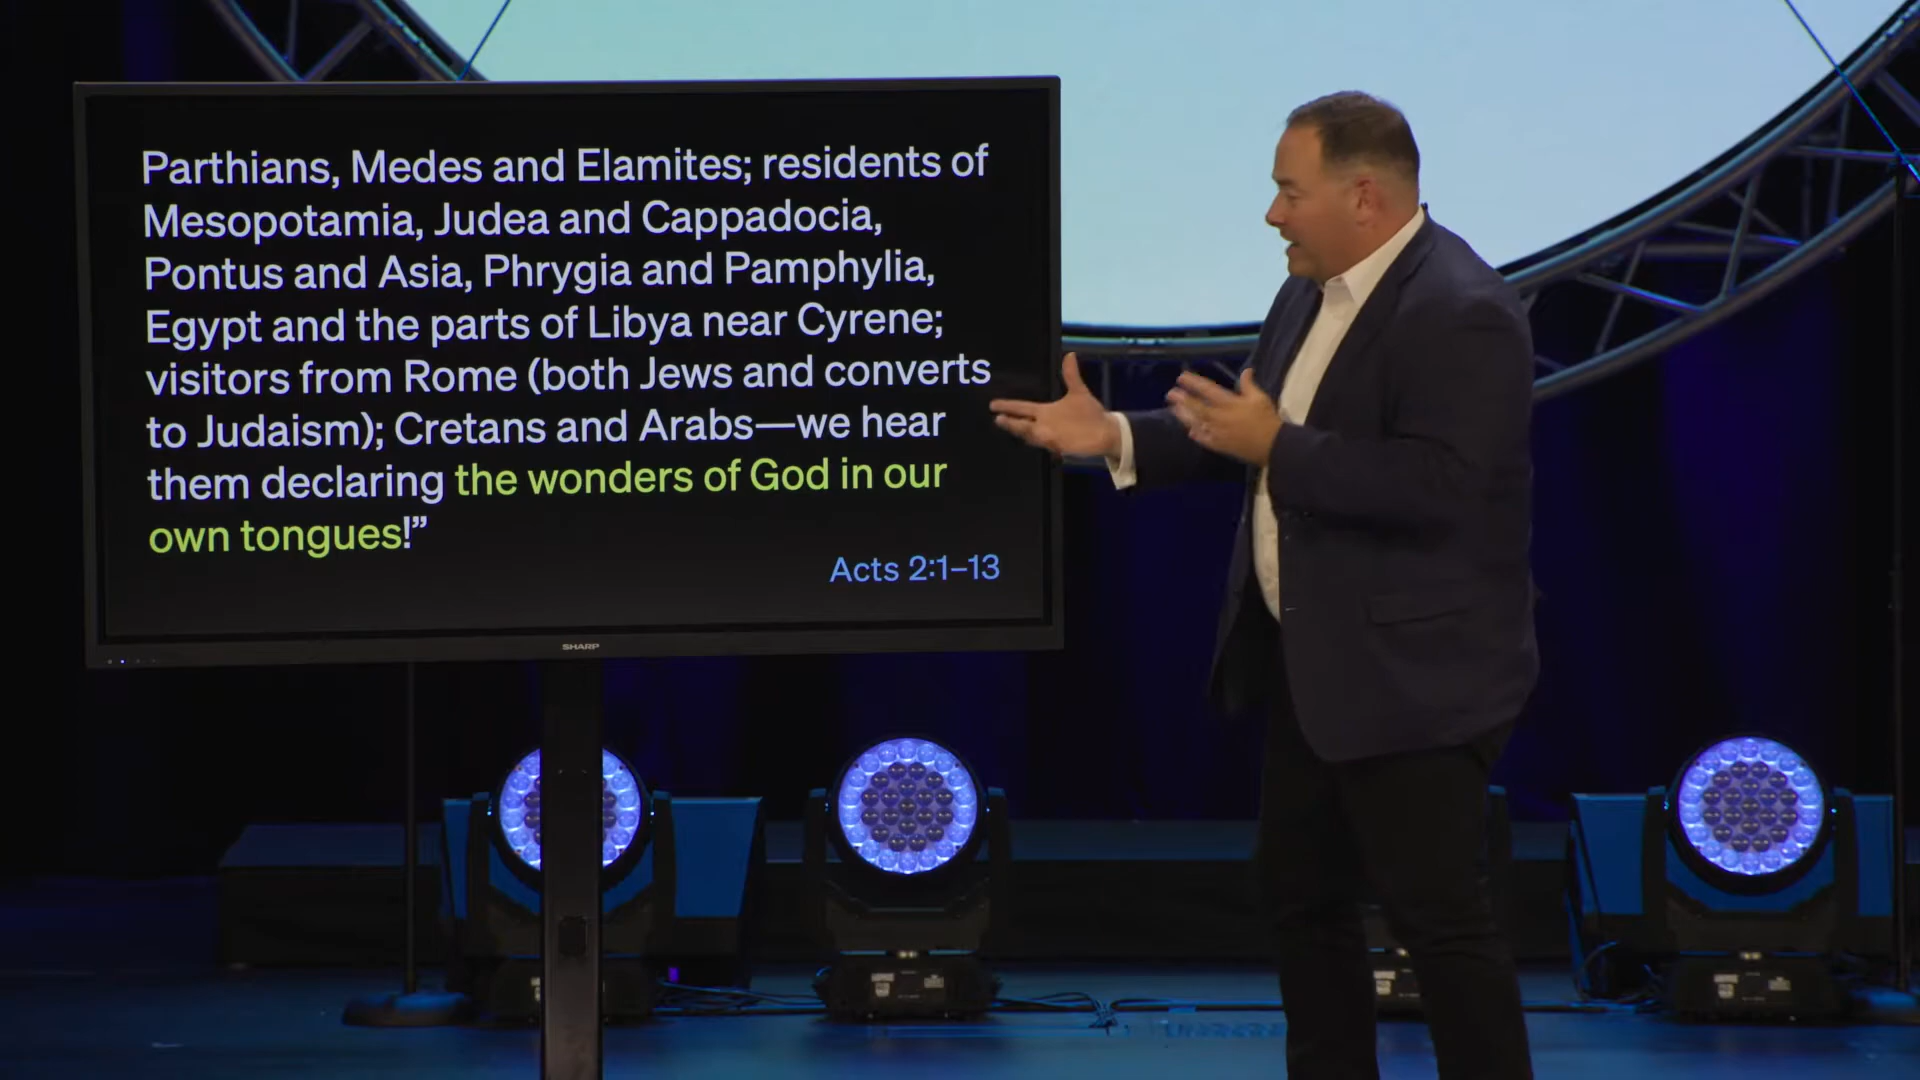 Parthians, Medes and Elamites; residents of
Mesopotamia, Judea and Cappadocia,
Pontus and Asia, Phrygia and Pamphylia,
Egypt and the parts of Libya near Cyrene;
visitors from Rome (both Jews and converts
to Judaism); Cretans and Arabs—we hear
them declaring the wonders of God in our
own tongues!”
Acts 2:1–13
SHARP